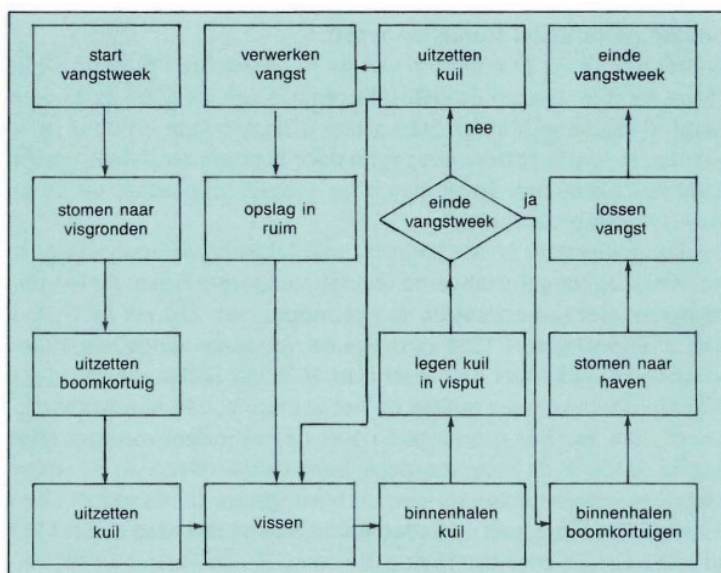 start
vangstweek
verwerken
vangst
uitzetten
kuil
einde
vangstweek
nee
stomen naar
visgronden
opslag in
ruim
einde
vangstweek
ja
lossen
vangst
uitzetten
boomkortuig
legen kuil
in visput
stomen naar
haven
uitzetten
kuil
vissen
binnenhalen
kuil
binnenhalen
boomkortuigen